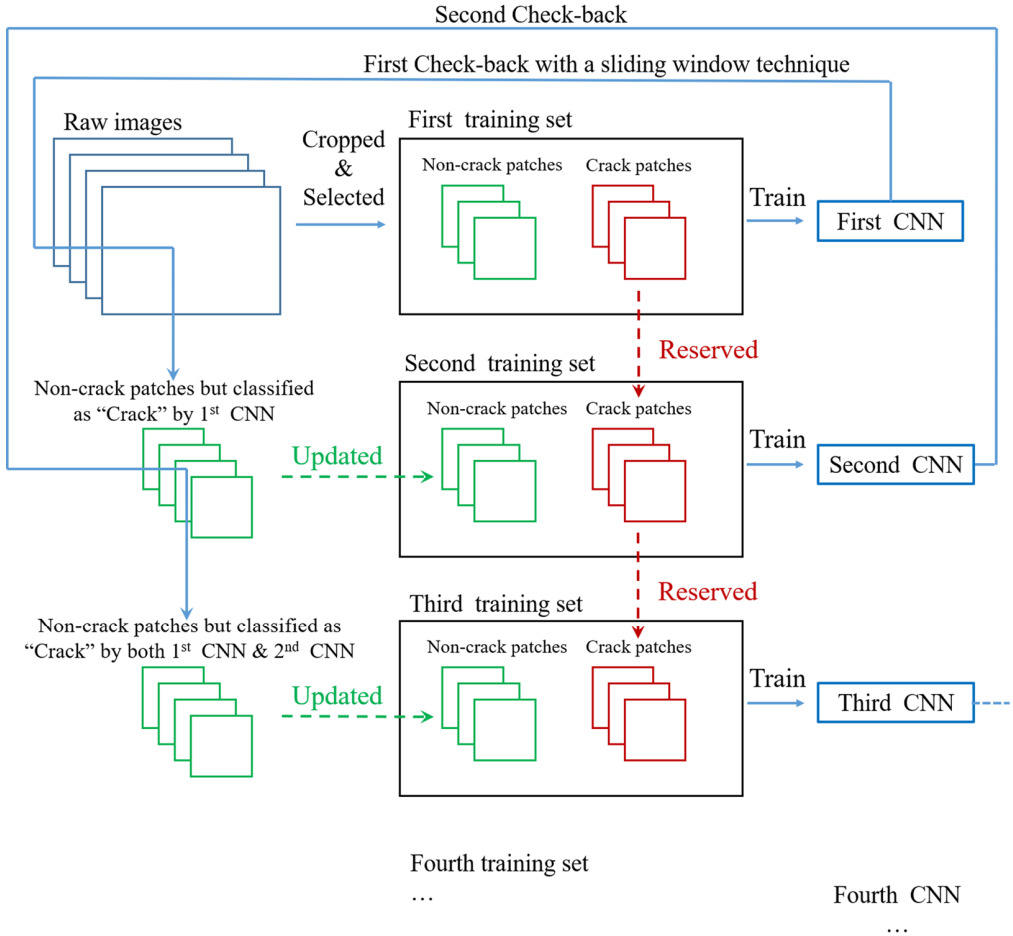 Second Check-back
First Check-back with a sliding window technique
Raw images
Cropped
&
Selected
First training set
Non-crack patches
Crack patches
Train
First CNN
Reserved
Non-crack patches but classified
as “Crack” by 1st CNN
Updated
Second training set
Non-crack patches
Crack patches
Train
Second CNN
Reserved
Non-crack patches but classified as
“Crack” by both 1st CNN & 2nd CNN
Updated
Third training set
Non-crack patches
Crack patches
Train
Third CNN
Fourth training set
…
Fourth CNN
…